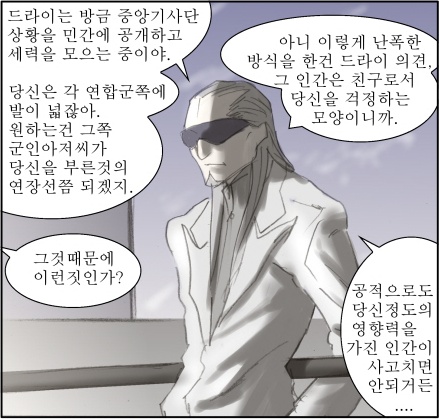 드라이는 방금 중앙기사단
상황을 민간에 공개하고
세력을 모으는 중이야.
당신은 각 연합군쪽에
발이 넓잖아.
원하는건 그쪽
군인아저씨가
당신을 부른것의
연장선쯤 되겠지.
아니 이렇게 난폭한
방식을 한건 드라이 의견,
그 인간은 친구로서
당신을 걱정하는
모양이니까.
그것때문에
이런짓인가?
공적으로도
당신정도의
영향력을
가진 인간이
사고치면
안되거든
....